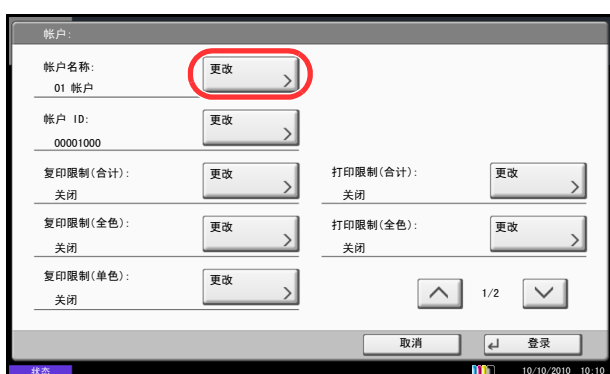 帐户:
帐户名称:
更改
01 帐户
帐户 ID:
更改
00001000
复印限制(合计):
更改
关闭
打印限制(合计):
更改
关闭
复印限制(全色):
更改
关闭
打印限制(全色):
更改
关闭
复印限制(单色):
更改
关闭
1/2
取消
登录
状态
10/10/2010 10:10